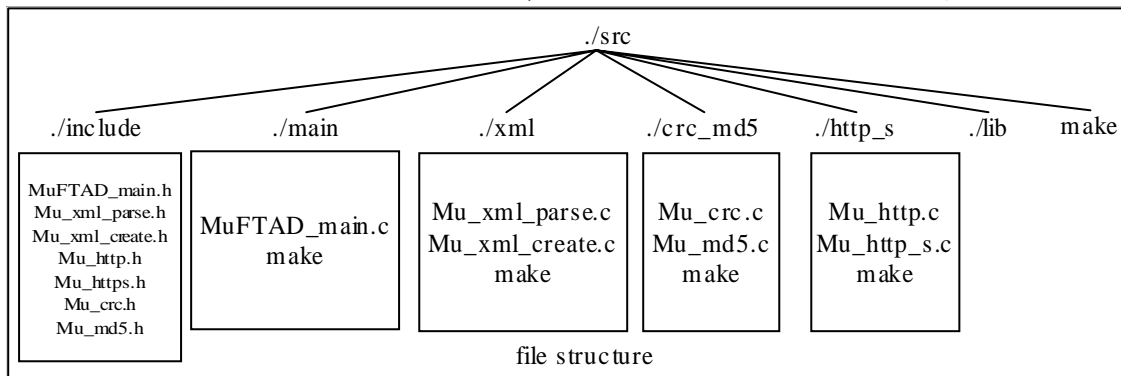 ./src
./include
./main
./xml
./crc_md5
./http_s
./lib
make
MuFTAD_main.h
Mu_xml_parse.h
Mu_xml_create.h
Mu_http.h
Mu_https.h
Mu_crc.h
Mu_md5.h
MuFTAD_main.c
make
Mu_xml_parse.c
Mu_xml_create.c
make
Mu_crc.c
Mu_md5.c
make
Mu_http.c
Mu_http_s.c
make
file structure